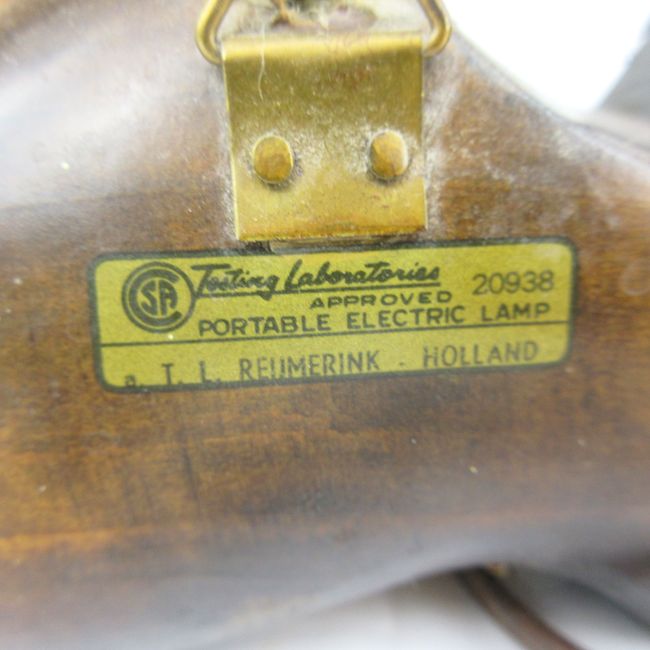 CSA Testing Laboratories
APPROVED 20938
PORTABLE ELECTRIC LAMP
T. L. REIJMERINK - HOLLAND